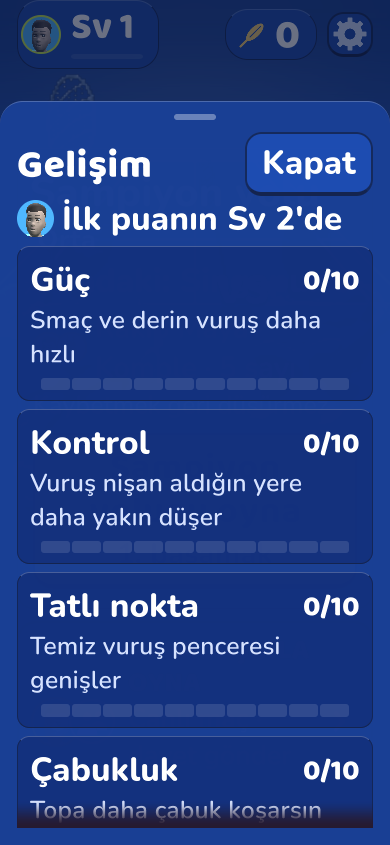 Sv 1
0
Gelişim
Kapat
İlk puanın Sv 2'de
Güç
0/10
Smaç ve derin vuruş daha
hızlı
Kontrol
0/10
Vuruş nişan aldığın yere
daha yakın düşer
Tatlı nokta
0/10
Temiz vuruş penceresi
genişler
Çabukluk
0/10
Topa daha çabuk koşarsın